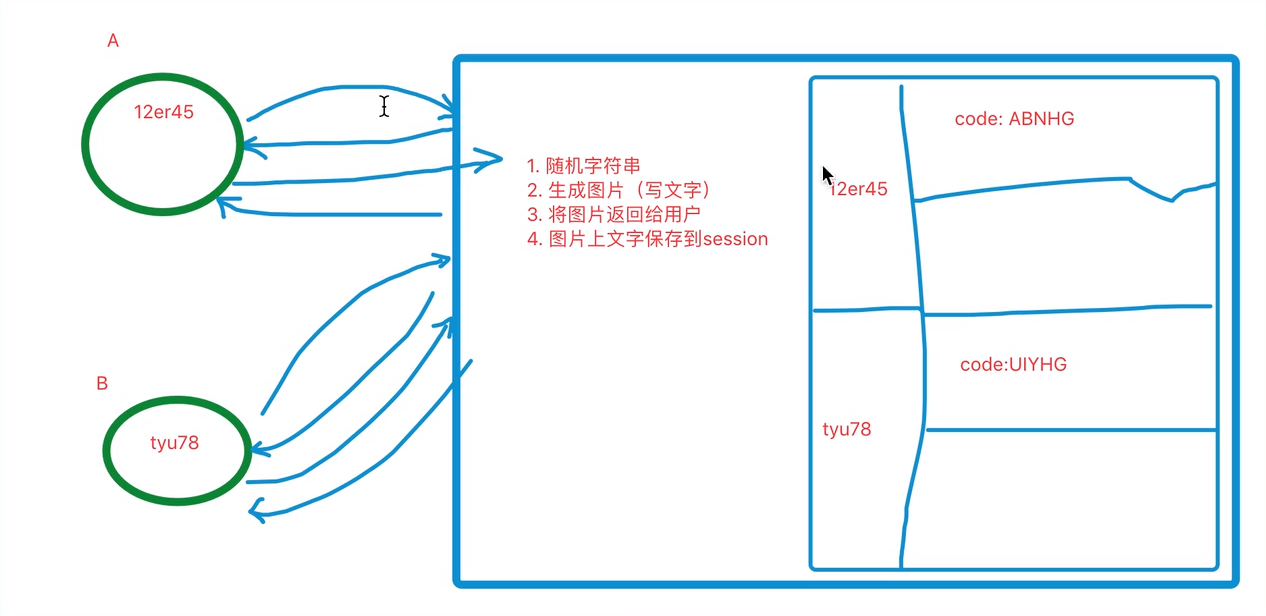 A
12er45
1. 随机字符串
2. 生成图片（写文字）
3. 将图片返回给用户
4. 图片上文字保存到session
code: ABNHG
12er45
B
tyu78
code:UIYHG
tyu78